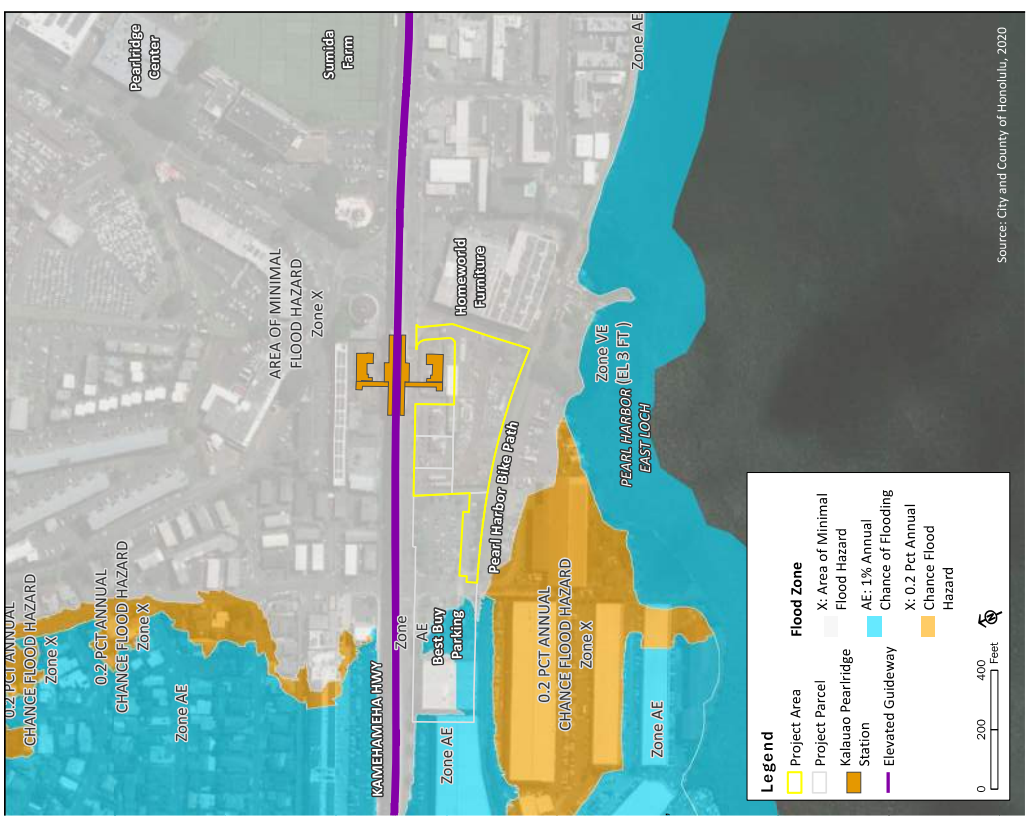 Pearlridge
Center
Sumida
Farm
Zone AE
AREA OF MINIMAL
FLOOD HAZARD
Zone X
Homeworld
Furniture
Zone VE
(EL 3 FT )
PEARL HARBOR
EAST LOCH
Pearl Harbor Bike Path
0.2 PCT ANNUAL
CHANCE FLOOD HAZARD
Zone X
0.2 PCT ANNUAL
CHANCE FLOOD HAZARD
Zone X
Zone AE
KAMEHAMEHA HWY
Zone
AE
Best Buy
Parking
Zone AE
0.2 PCT ANNUAL
CHANCE FLOOD HAZARD
Zone X
Zone AE
Legend
Project Area
Project Parcel
Kalauao Pearlridge
Station
Elevated Guideway
Flood Zone
X: Area of Minimal
Flood Hazard
AE: 1% Annual
Chance of Flooding
X: 0.2 Pct Annual
Chance Flood
Hazard
0 200 400
Feet
N
Source: City and County of Honolulu, 2020